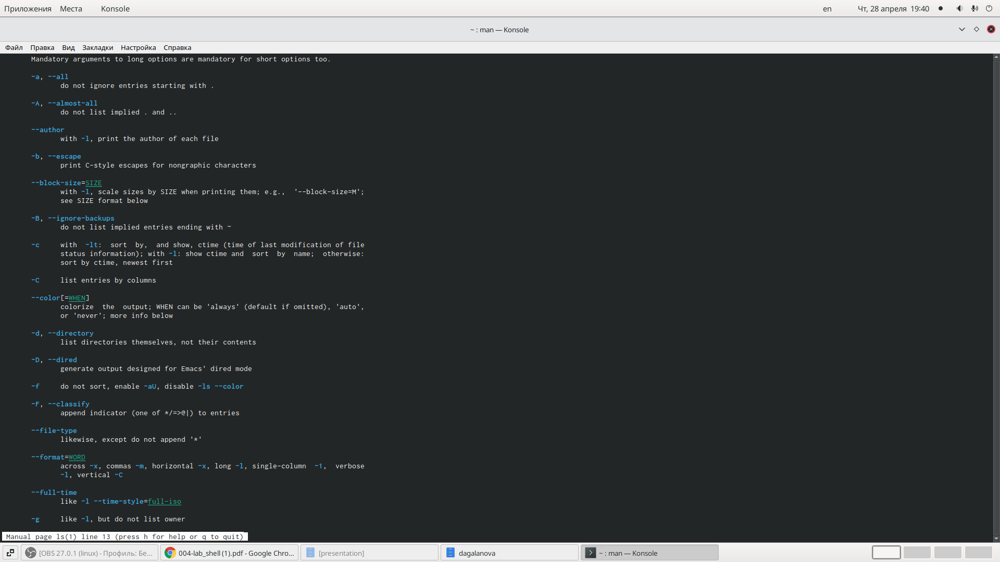 Приложения Места Konsole en Чт, 28 апреля 19:40
~ : man — Konsole
Файл Правка Вид Закладки Настройка Справка
Mandatory arguments to long options are mandatory for short options too.
-a, --all
do not ignore entries starting with .
-A, --almost-all
do not list implied . and ..
--author
with -l, print the author of each file
-b, --escape
print C-style escapes for nongraphic characters
--block-size=SIZE
with -l, scale sizes by SIZE when printing them; e.g.,  '--block-size=M';
see SIZE format below
-B, --ignore-backups
do not list implied entries ending with ~
-c     with  -lt:  sort  by,  and show, ctime (time of last modification of file
status information); with -l: show ctime and  sort  by  name;  otherwise:
sort by ctime, newest first
-C     list entries by columns
--color[=WHEN]
colorize  the  output; WHEN can be 'always' (default if omitted), 'auto',
or 'never'; more info below
-d, --directory
list directories themselves, not their contents
-D, --dired
generate output designed for Emacs' dired mode
-f     do not sort, enable -aU, disable -ls --color
-F, --classify
append indicator (one of */=>@|) to entries
--file-type
likewise, except do not append '*'
--format=WORD
across -x, commas -m, horizontal -x, long -l, single-column  -1,  verbose
-l, vertical -C
--full-time
like -l --time-style=full-iso
-g     like -l, but do not list owner
Manual page ls(1) line 13 (press h for help or q to quit)
[OBS 27.0.1 (linux) - Профиль: Бе... 004-lab_shell (1).pdf - Google Chro... [presentation] dagalanova ~ : man — Konsole